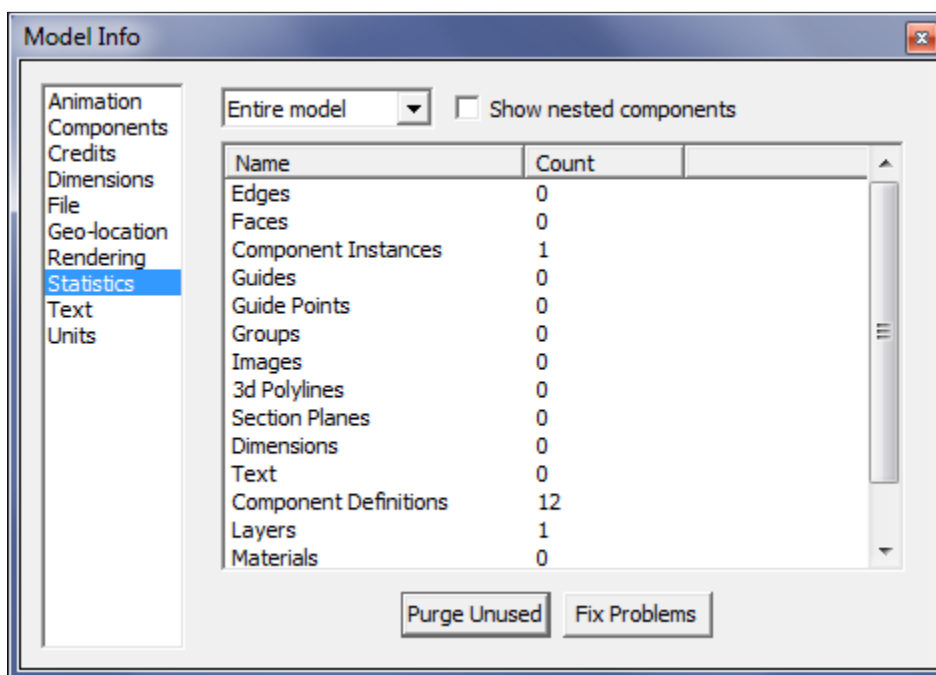 Model Info
Animation
Components
Credits
Dimensions
File
Geo-location
Rendering
Statistics
Text
Units
Entire model
Show nested components
Name Count
Edges 0
Faces 0
Component Instances 1
Guides 0
Guide Points 0
Groups 0
Images 0
3d Polylines 0
Section Planes 0
Dimensions 0
Text 0
Component Definitions 12
Layers 1
Materials 0
Purge Unused Fix Problems